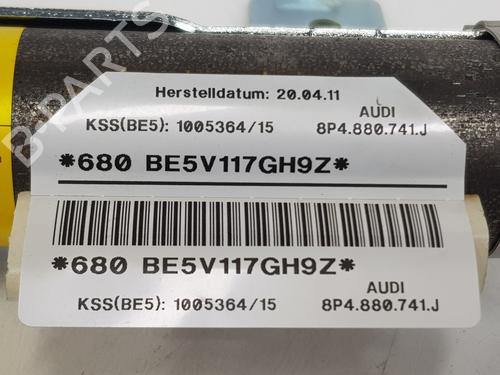 Herstelldatum: 20.04.11
AUDI
KSS(BE5): 1005364/15 8P4.880.741.J
*680 BE5V117GH9Z*
*680 BE5V117GH9Z*
AUDI
KSS(BE5): 1005364/15 8P4.880.741.J
B-PARTS